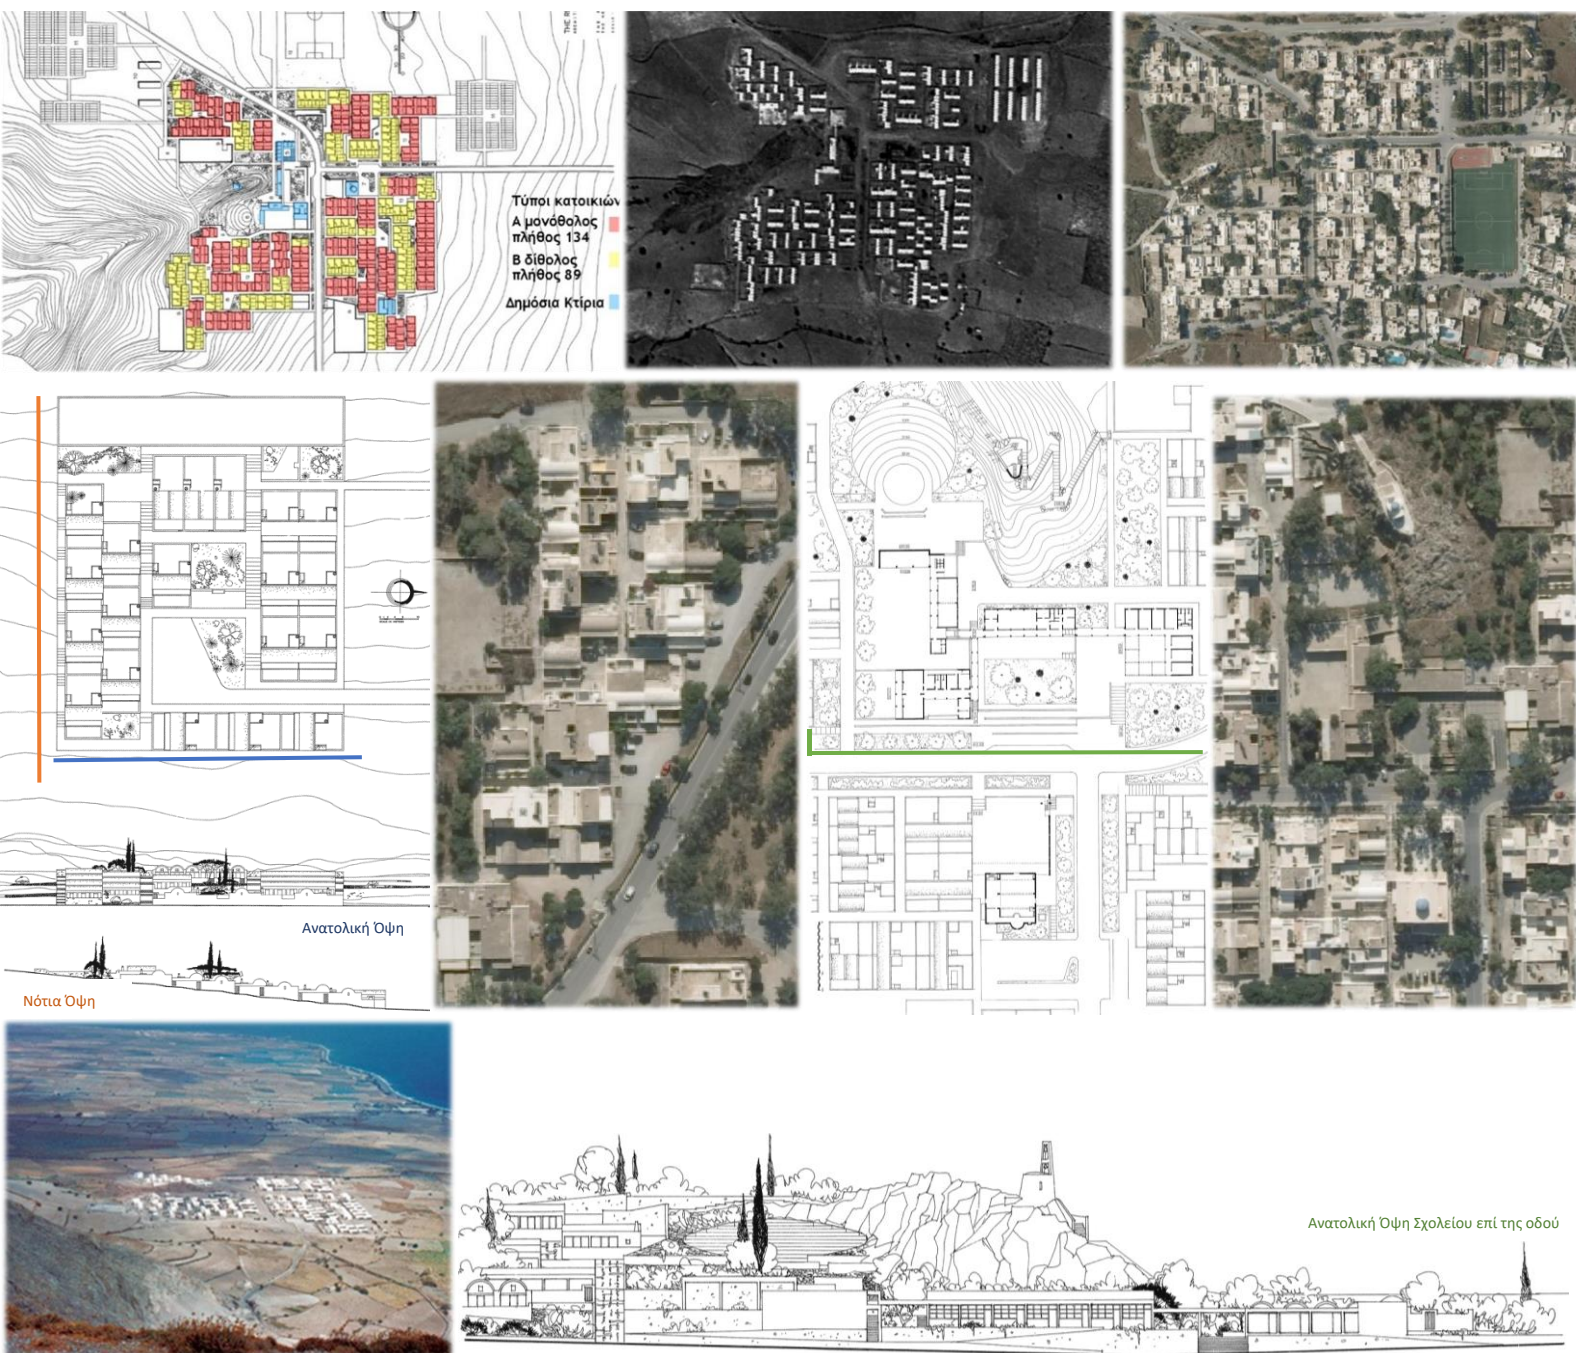 Τύποι κατοικιών
Α μονόθολος
πλήθος 134
Β δίθολος
πλήθος 89
Δημόσια Κτίρια
Ανατολική Όψη
Νότια Όψη
Ανατολική Όψη Σχολείου επί της οδού